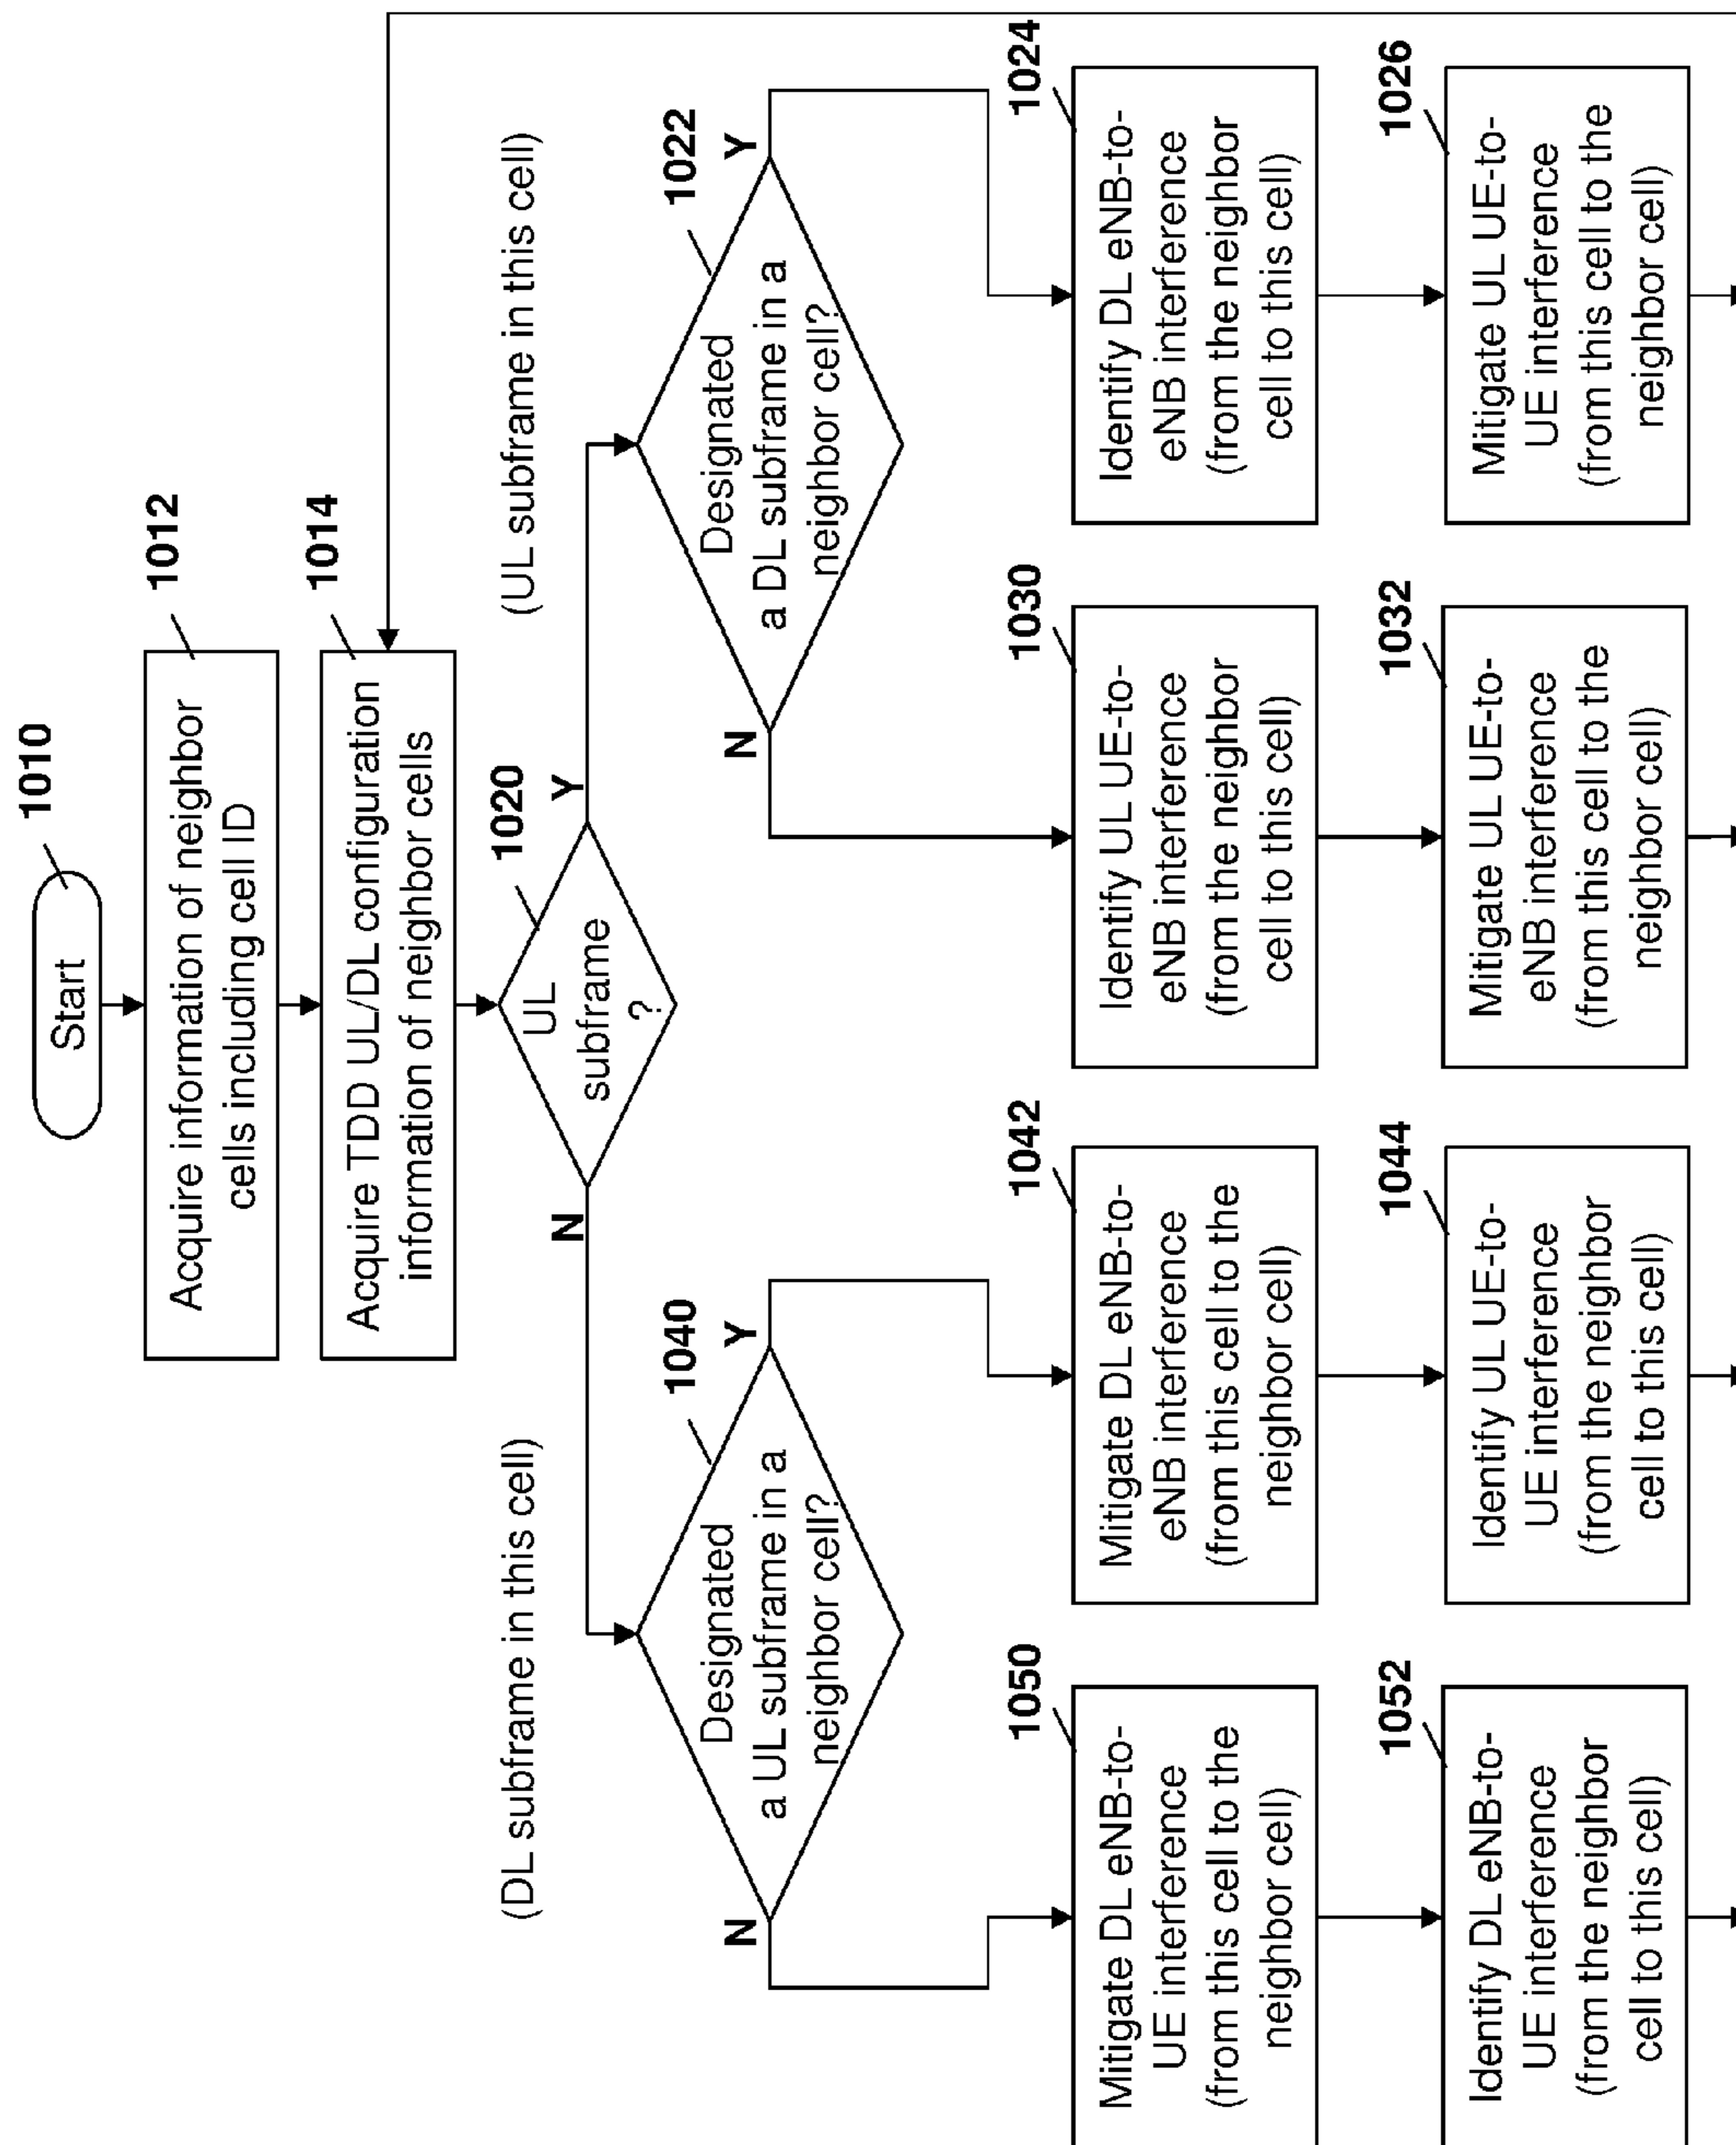 1010
Start
1012
Acquire information of neighbor
cells including cell ID
1014
Acquire TDD UL/DL configuration
information of neighbor cells
1020
UL
subframe
?
N
Y
(DL subframe in this cell)
(UL subframe in this cell)
1040
Designated
a UL subframe in a
neighbor cell?
N
Y
1022
Designated
a DL subframe in a
neighbor cell?
N
Y
1050
Mitigate DL eNB-to-
UE interference
(from this cell to the
neighbor cell)
1042
Mitigate DL eNB-to-
eNB interference
(from this cell to the
neighbor cell)
1030
Identify UL UE-to-
eNB interference
(from the neighbor
cell to this cell)
1024
Identify DL eNB-to-
eNB interference
(from the neighbor
cell to this cell)
1052
Identify DL eNB-to-
UE interference
(from the neighbor
cell to this cell)
1044
Identify UL UE-to-
UE interference
(from the neighbor
cell to this cell)
1032
Mitigate UL UE-to-
eNB interference
(from this cell to the
neighbor cell)
1026
Mitigate UL UE-to-
UE interference
(from this cell to the
neighbor cell)